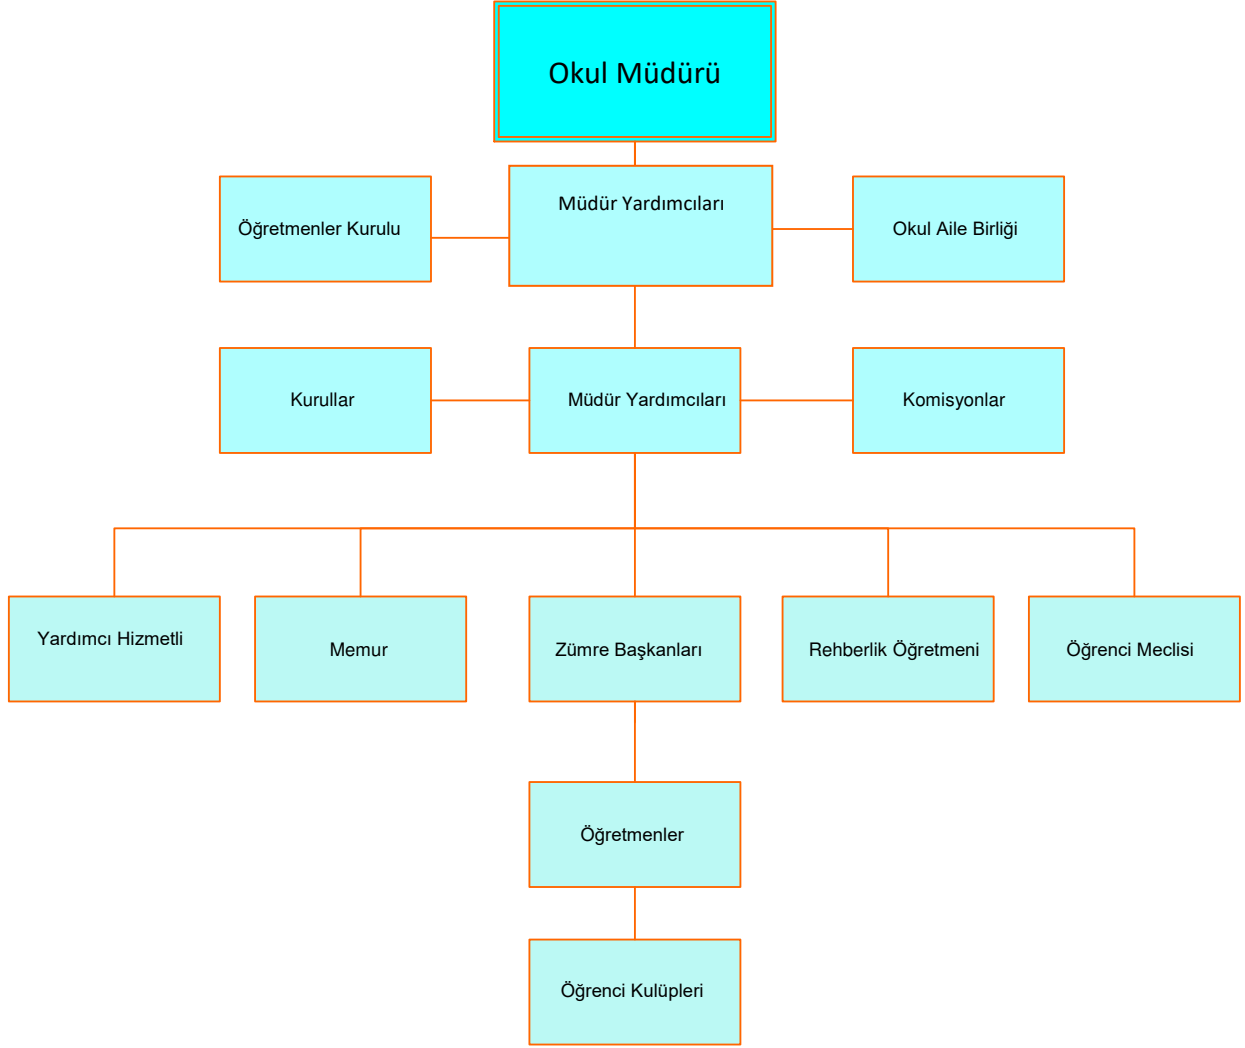 Okul Müdürü
Müdür Yardımcıları
Öğretmenler Kurulu
Okul Aile Birliği
Kurullar
Müdür Yardımcıları
Komisyonlar
Yardımcı Hizmetli
Memur
Zümre Başkanları
Rehberlik Öğretmeni
Öğrenci Meclisi
Öğretmenler
Öğrenci Kulüpleri